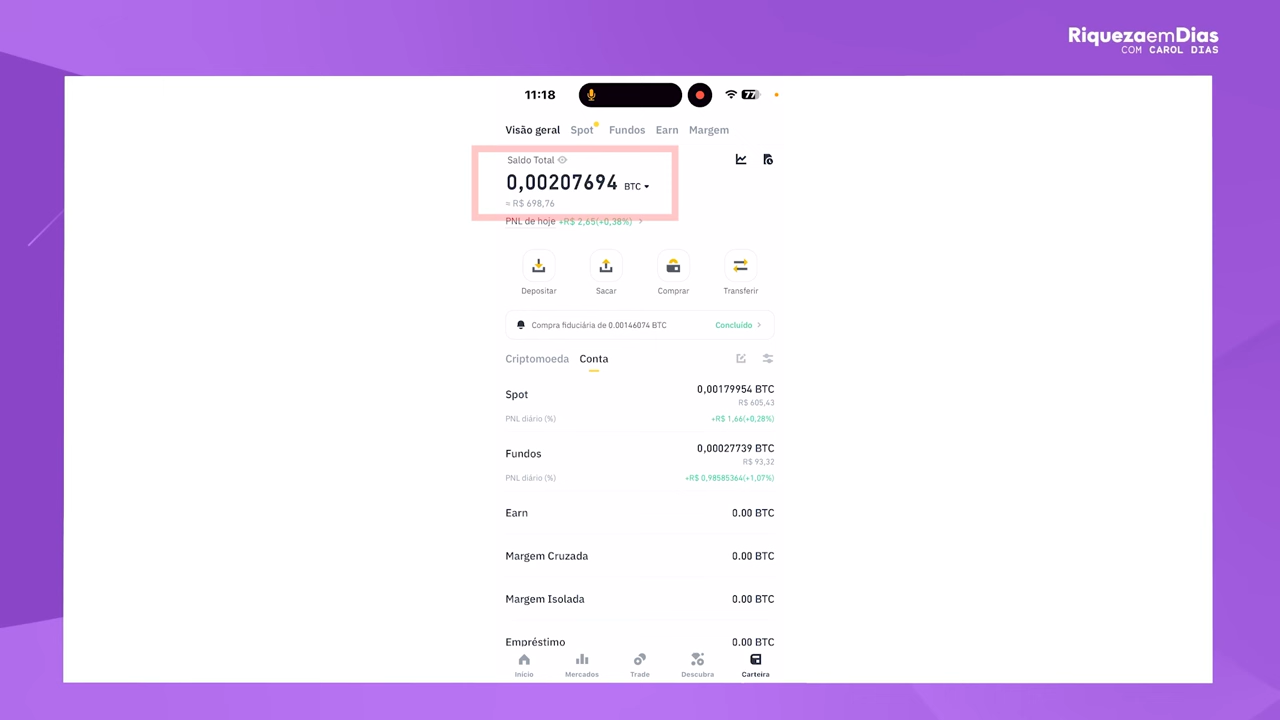 RiquezaemDias
COM CAROL DIAS
11:18
77
Visão geral Spot Fundos Earn Margem
Saldo Total
0,00207694 BTC
≈ R$ 698,76
PNL de hoje +R$ 2,65(+0,38%) >
Depositar Sacar Comprar Transferir
Compra fiduciária de 0.00146074 BTC Concluído >
Criptomoeda Conta
Spot 0,00179954 BTC
R$ 605,43
PNL diário (%) +R$ 1,66(+0,28%)
Fundos 0,00027739 BTC
R$ 93,32
PNL diário (%) +R$ 0,98585364(+1,07%)
Earn 0.00 BTC
Margem Cruzada 0.00 BTC
Margem Isolada 0.00 BTC
Empréstimo 0.00 BTC
Início Mercados Trade Descubra Carteira